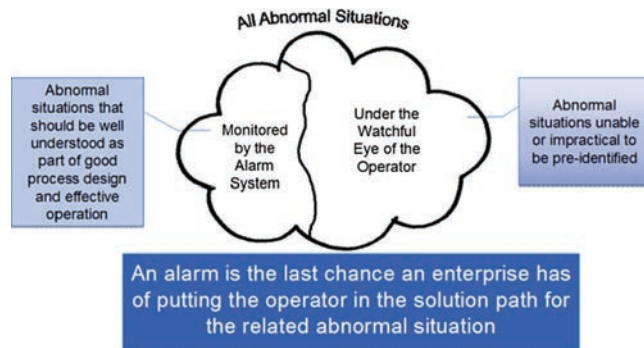 All Abnormal Situations
Abnormal
situations that
should be well
understood as
part of good
process design
and effective
operation
Monitored
by the
Alarm
System
Under the
Watchful
Eye of the
Operator
Abnormal
situations unable
or impractical to
be pre-identified
An alarm is the last chance an enterprise has
of putting the operator in the solution path for
the related abnormal situation